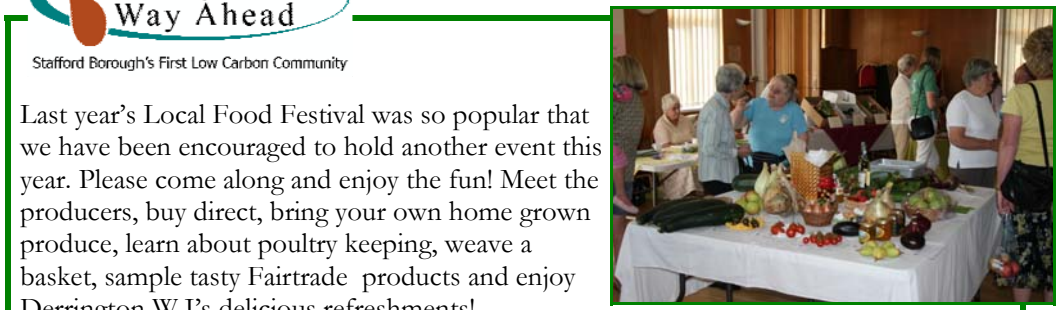 Way Ahead
Stafford Borough's First Low Carbon Community
Last year’s Local Food Festival was so popular that
we have been encouraged to hold another event this
year. Please come along and enjoy the fun! Meet the
producers, buy direct, bring your own home grown
produce, learn about poultry keeping, weave a
basket, sample tasty Fairtrade products and enjoy
Derrington W I's delicious refreshments!